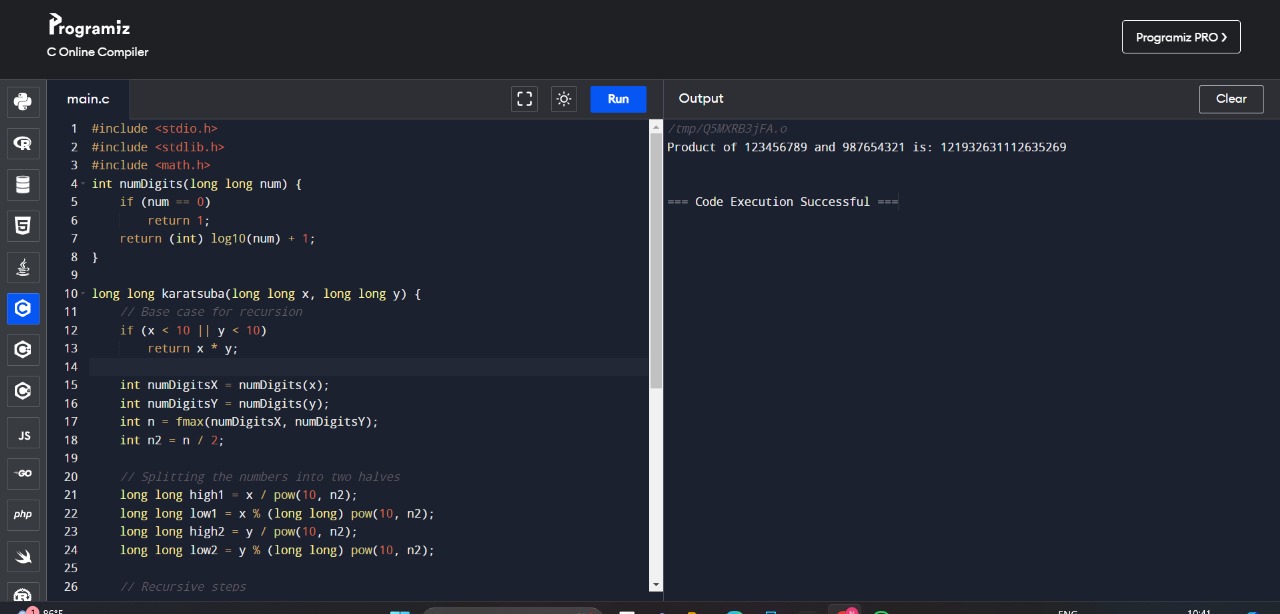 Programiz
C Online Compiler
Programiz PRO ❯
main.c
Run
Output
Clear
1 #include <stdio.h>
2 #include <stdlib.h>
3 #include <math.h>
4 int numDigits(long long num) {
5     if (num == 0)
6         return 1;
7     return (int) log10(num) + 1;
8 }
9
10 long long karatsuba(long long x, long long y) {
11     // Base case for recursion
12     if (x < 10 || y < 10)
13         return x * y;
14
15     int numDigitsX = numDigits(x);
16     int numDigitsY = numDigits(y);
17     int n = fmax(numDigitsX, numDigitsY);
18     int n2 = n / 2;
19
20     // Splitting the numbers into two halves
21     long long high1 = x / pow(10, n2);
22     long long low1 = x % (long long) pow(10, n2);
23     long long high2 = y / pow(10, n2);
24     long long low2 = y % (long long) pow(10, n2);
25
26     // Recursive steps
/tmp/Q5MXRB3jFA.o
Product of 123456789 and 987654321 is: 121932631112635269
=== Code Execution Successful ===
JS
GO
php
1
86°F
ENG
10:41